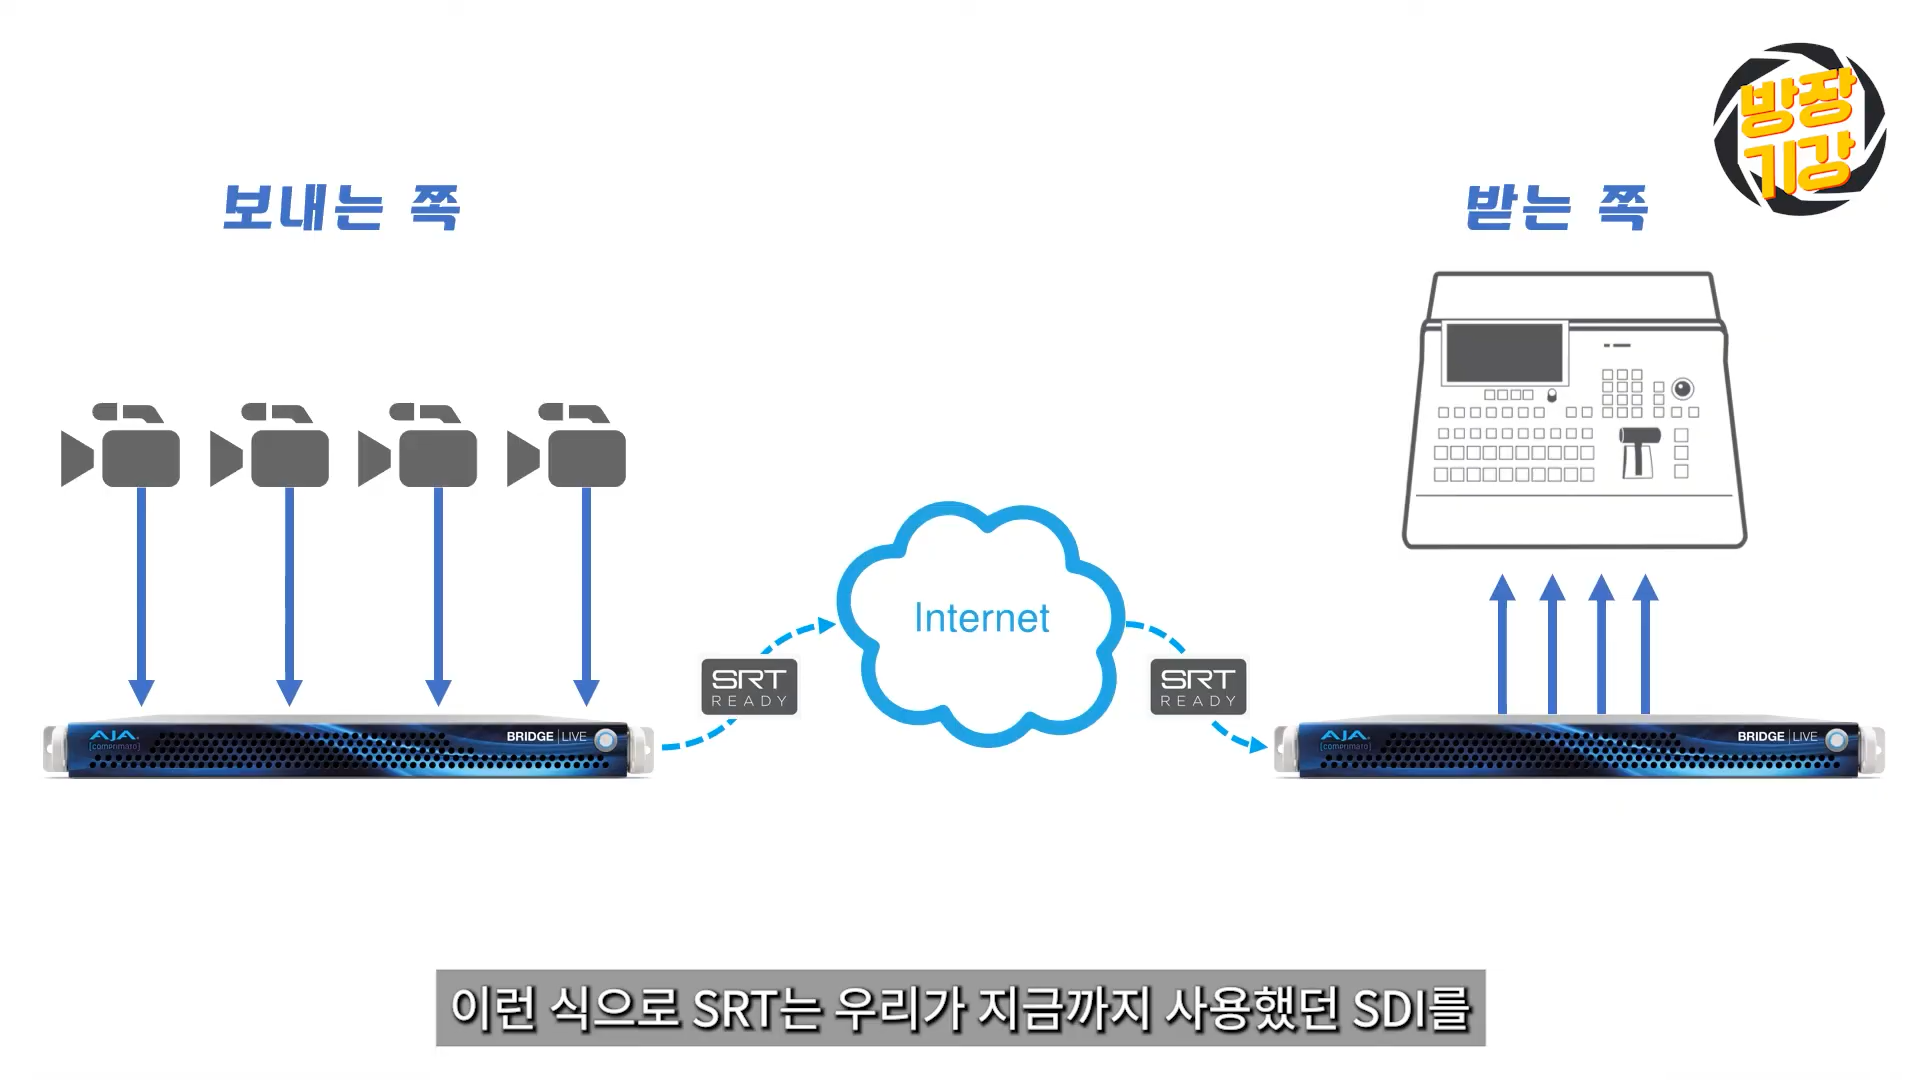 방장
기강
보내는 쪽
받는 쪽
Internet
SRT
READY
SRT
READY
AJA
[comprimato]
BRIDGE | LIVE
AJA
[comprimato]
BRIDGE | LIVE
이런 식으로 SRT는 우리가 지금까지 사용했던 SDI를